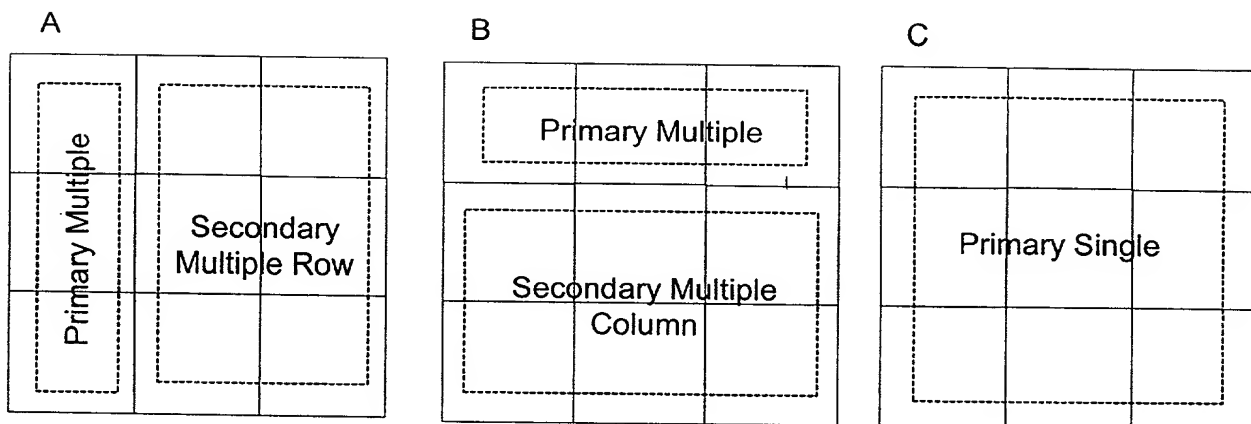 A
Primary Multiple
Secondary
Multiple Row
B
Primary Multiple
Secondary Multiple
Column
C
Primary Single